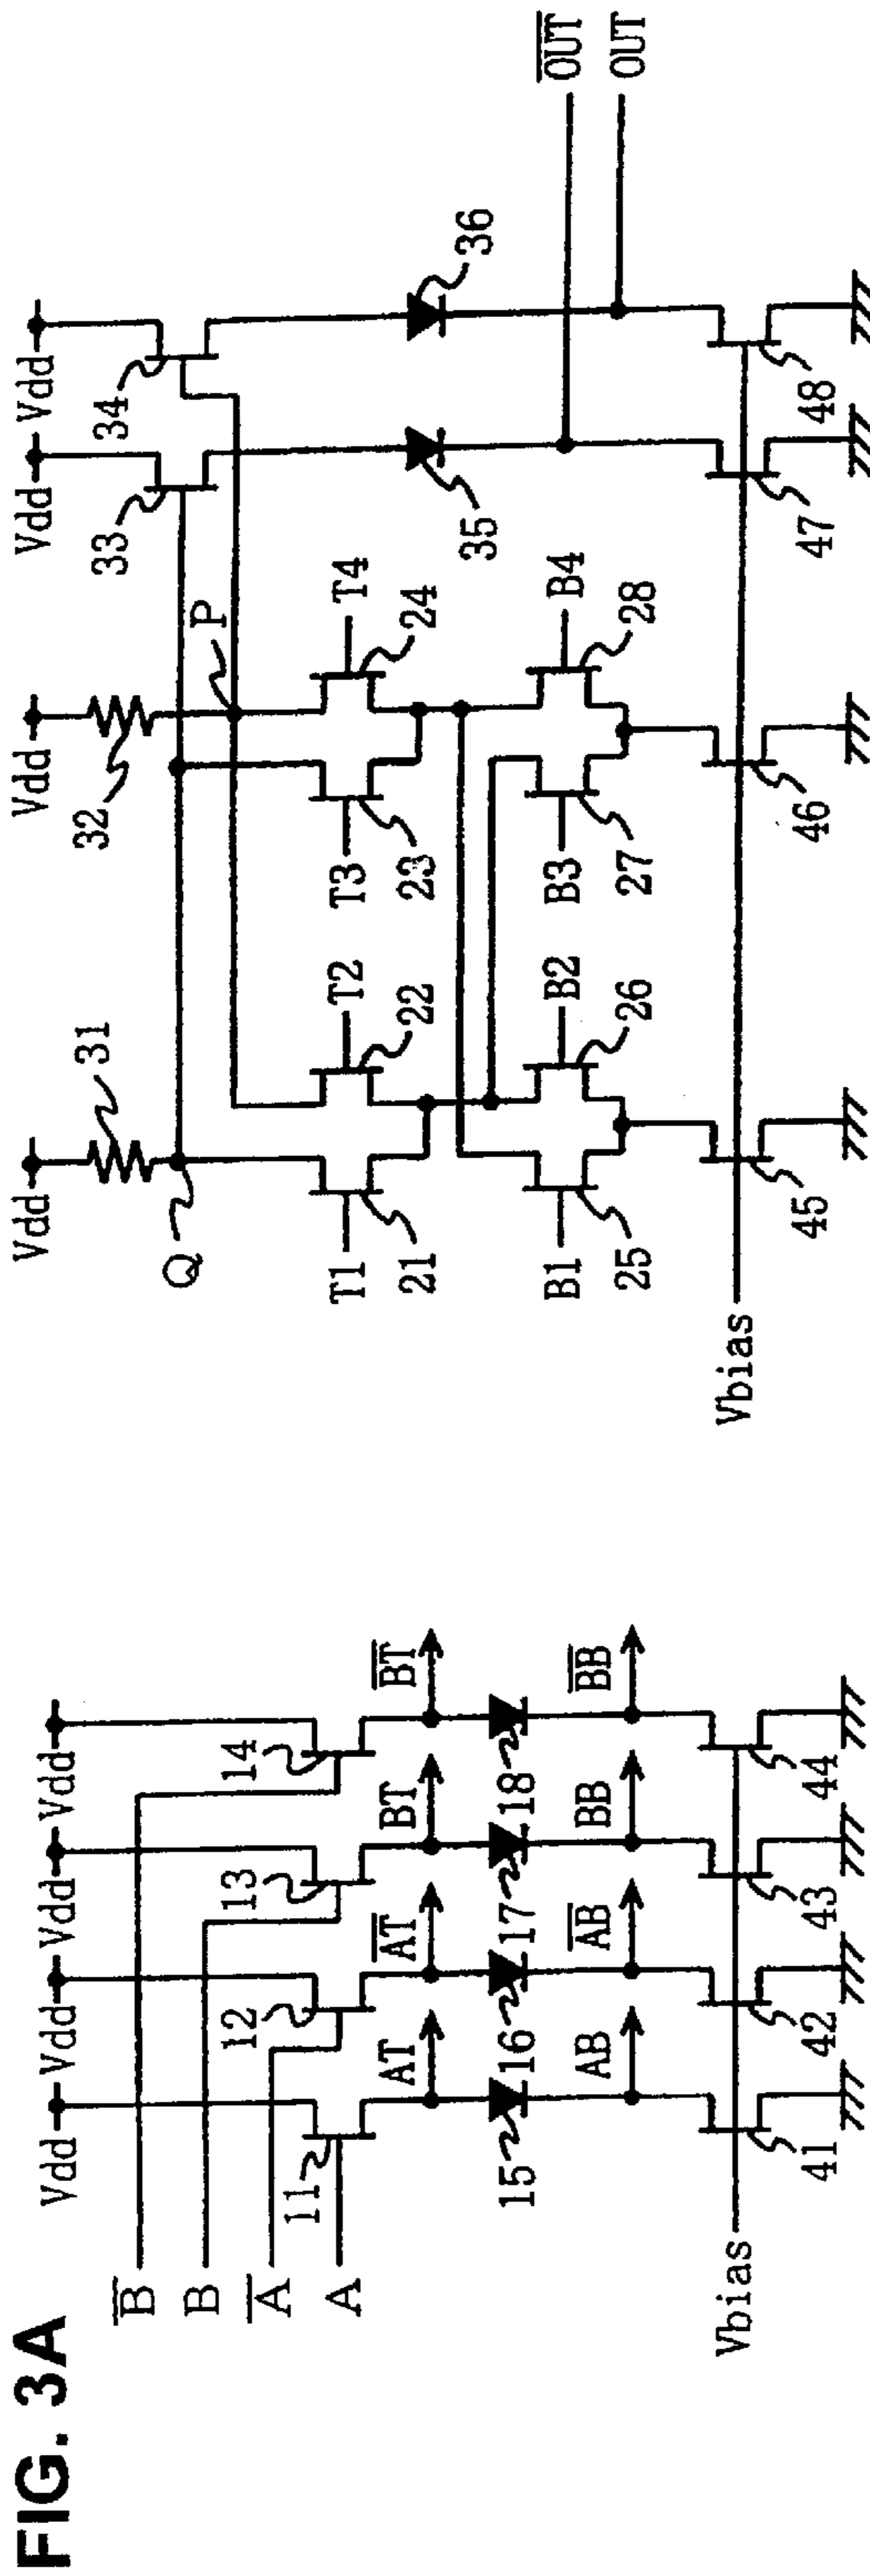 FIG. 3A
B̅
B
A̅
A
Vdd
Vdd
Vdd
Vdd
11
12
13
14
AT
A̅T̅
BT
B̅T̅
15
16
17
18
AB
A̅B̅
BB
B̅B̅
Vbias
41
42
43
44
Vdd
Vdd
Vdd
Vdd
31
32
33
34
Q
P
T1
T2
T3
T4
21
22
23
24
35
36
B1
B2
B3
B4
25
26
27
28
O̅U̅T̅
OUT
Vbias
45
46
47
48